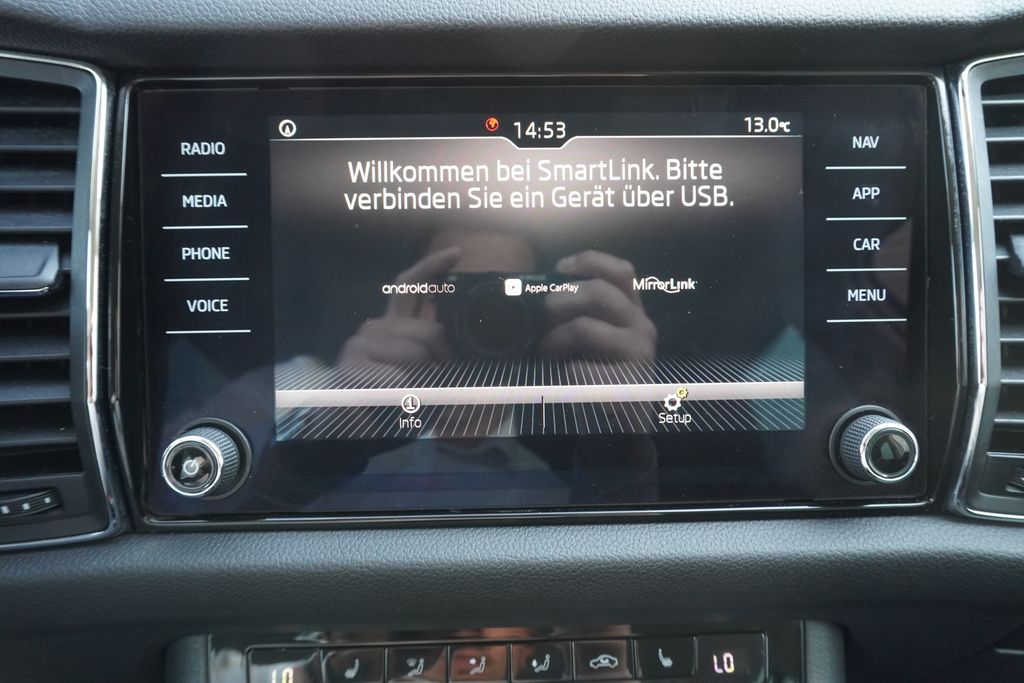 14:53
13.0°C
RADIO
MEDIA
PHONE
VOICE
Willkommen bei SmartLink. Bitte
verbinden Sie ein Gerät über USB.
androidauto
Apple CarPlay
MirrorLink
Info
Setup
NAV
APP
CAR
MENU
LO
LO